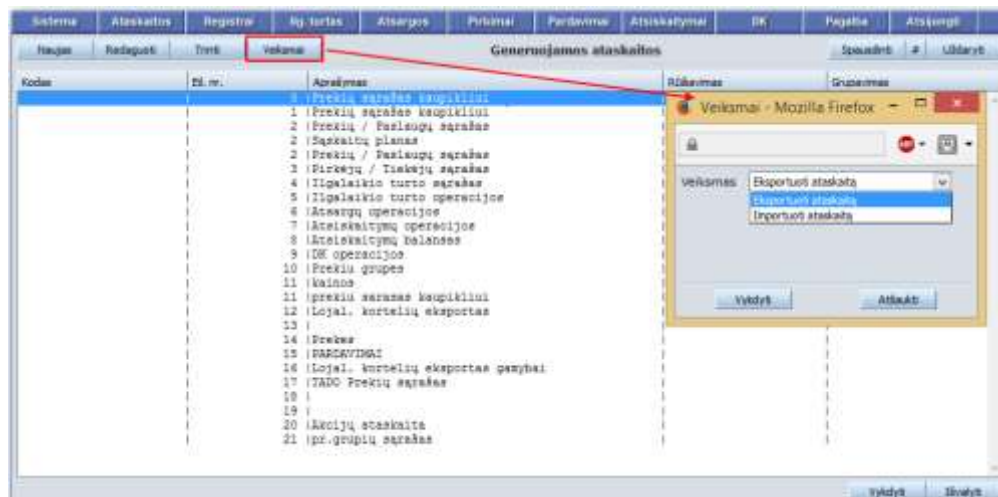 Sistema Ataskaitos Registrai Ilg. turtas Atsargos Pirkimai Pardavimai Atsiskaitymai DK Pagalba Atsijungti
Naujas Redaguoti Trinti Veiksmai Generuojamos ataskaitos Spausdinti # Uždaryti
Kodas Eil. nr. Aprašymas Rūšiavimas Grupavimas
0 |Prekių sąrašas kaupikliui
1 |Prekių sąrašas kaupikliui
2 |Prekių / Paslaugų sąrašas
2 |Sąskaitų planas
2 |Prekių / Paslaugų sąrašas
3 |Pirkėjų / Tiekėjų sąrašas
4 |Ilgalaikio turto sąrašas
5 |Ilgalaikio turto operacijos
6 |Atsargų operacijos
7 |Atsiskaitymų operacijos
8 |Atsiskaitymų balansas
9 |DK operacijos
10 |Prekiu grupes
11 |kainos
11 |prekiu sarasas kaupikliui
12 |Lojal. kortelių eksportas
13 |
14 |Prekes
15 |PARDAVIMAI
16 |Lojal. kortelių eksportas gamybai
17 |TADO Prekių sąrašas
18 |
19 |
20 |Akcijų ataskaita
21 |pr.grupių sąrašas
Veiksmai - Mozilla Firefox
ABP
Veiksmas Eksportuoti ataskaitą
Eksportuoti ataskaitą
Importuoti ataskaitą
Vykdyti Atšaukti
Vykdyti Išvalyti